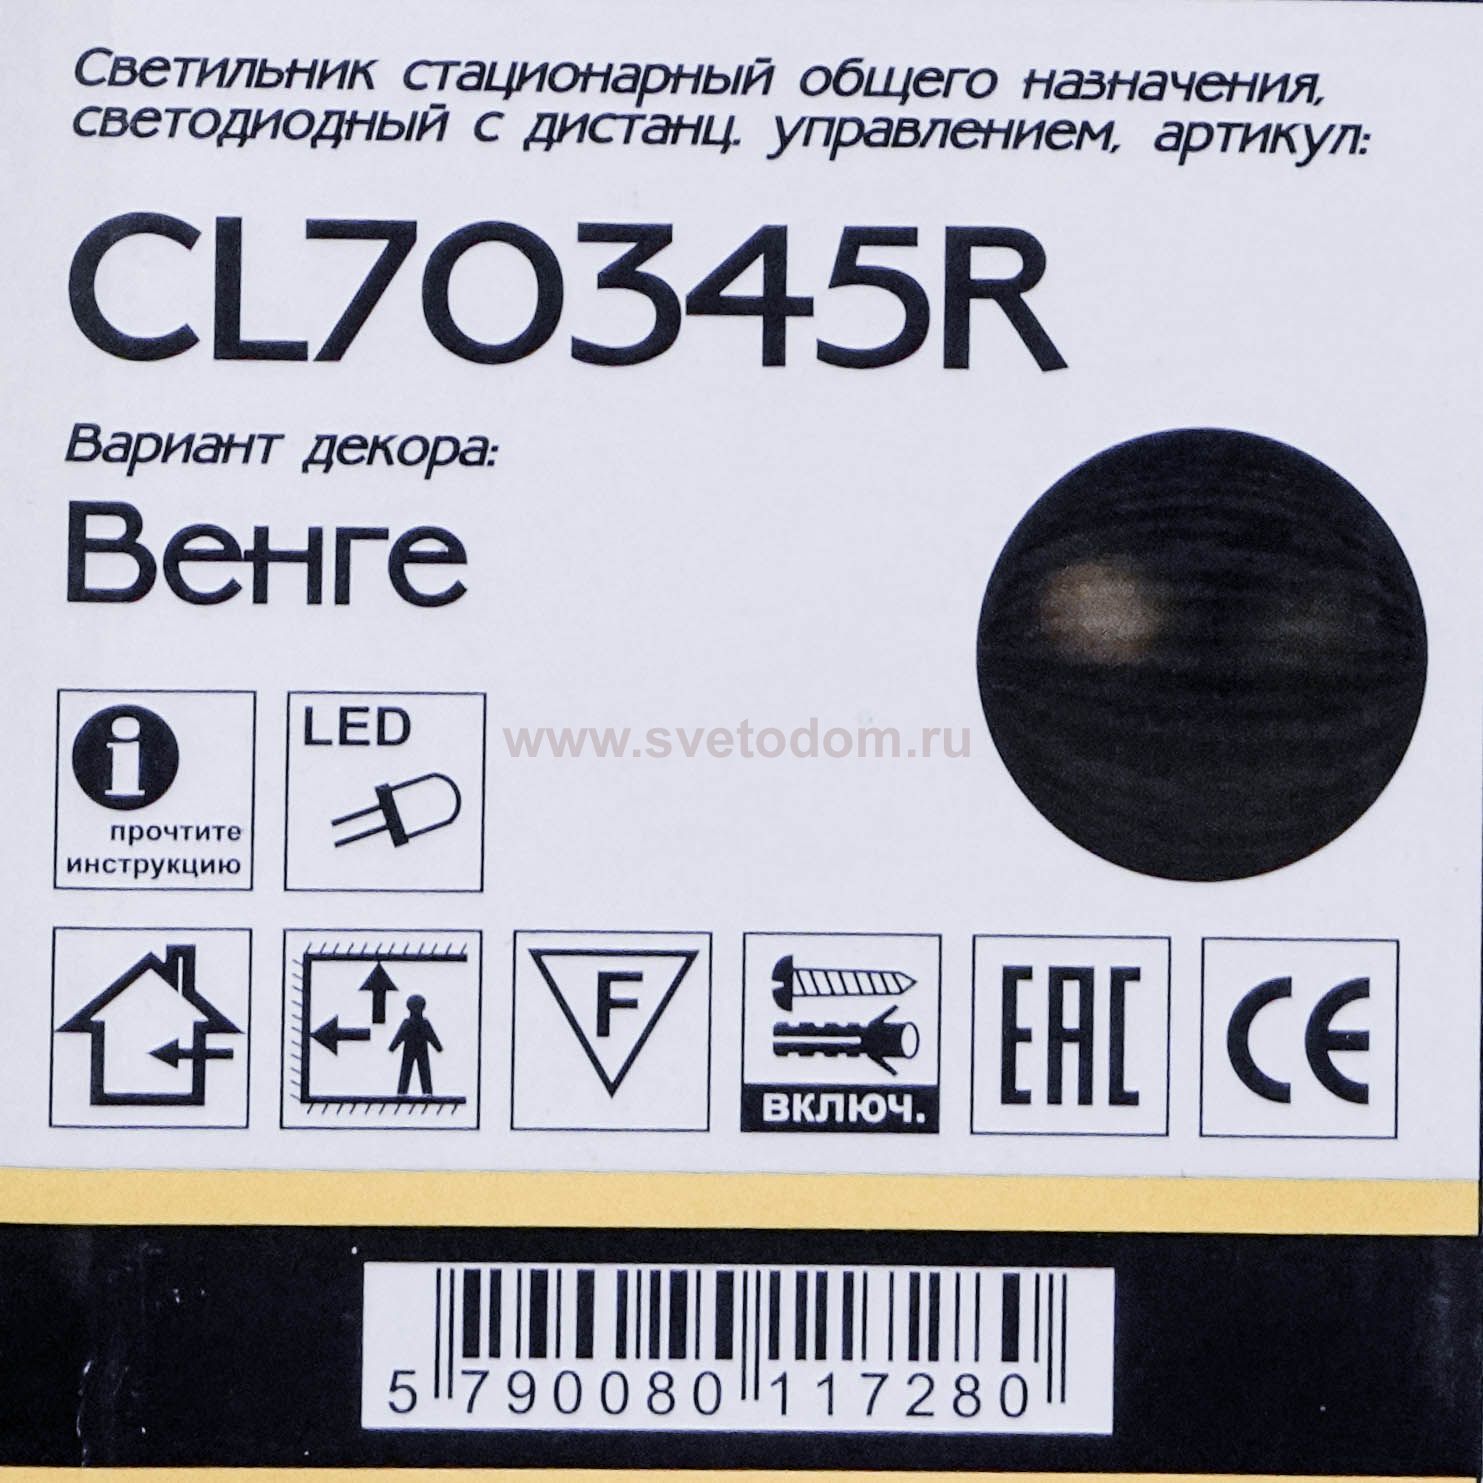 Светильник стационарный общего назначения,
светодиодный с дистанц. управлением, артикул:
CL70345R
Вариант декора:
Венге
i
прочтите
инструкцию
LED
www.svetodom.ru
F
ВКЛЮЧ.
EAC
CE
5 790080 117280